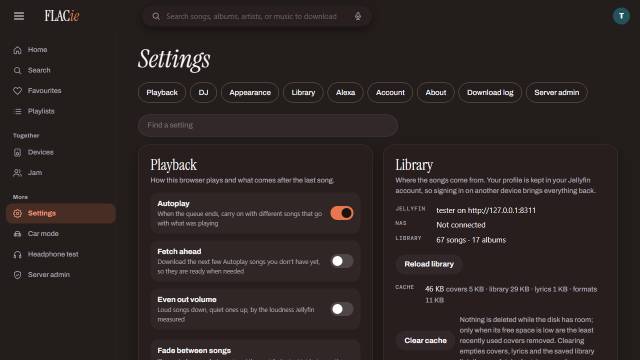 FLACie
Search songs, albums, artists, or music to download
T
Home
Search
Favourites
Playlists
Together
Devices
Jam
More
Settings
Car mode
Headphone test
Server admin
Settings
Playback
DJ
Appearance
Library
Alexa
Account
About
Download log
Server admin
Find a setting
Playback
How this browser plays and what comes after the last song.
Autoplay
When the queue ends, carry on with different songs that go
with what was playing
Fetch ahead
Download the next few Autoplay songs you don't have yet,
so they are ready when needed
Even out volume
Loud songs down, quiet ones up, by the loudness Jellyfin
measured
Fade between songs
Library
Where the songs come from. Your profile is kept in your Jellyfin
account, so signing in on another device brings everything back.
JELLYFIN tester on http://127.0.0.1:8311
NAS Not connected
LIBRARY 67 songs · 17 albums
Reload library
CACHE 46 KB covers 5 KB · library 29 KB · lyrics 1 KB · formats
11 KB
Clear cache
Nothing is deleted while the disk has room;
only when its free space is low are the least
recently used covers removed. Clearing
empties covers, lyrics and the saved library